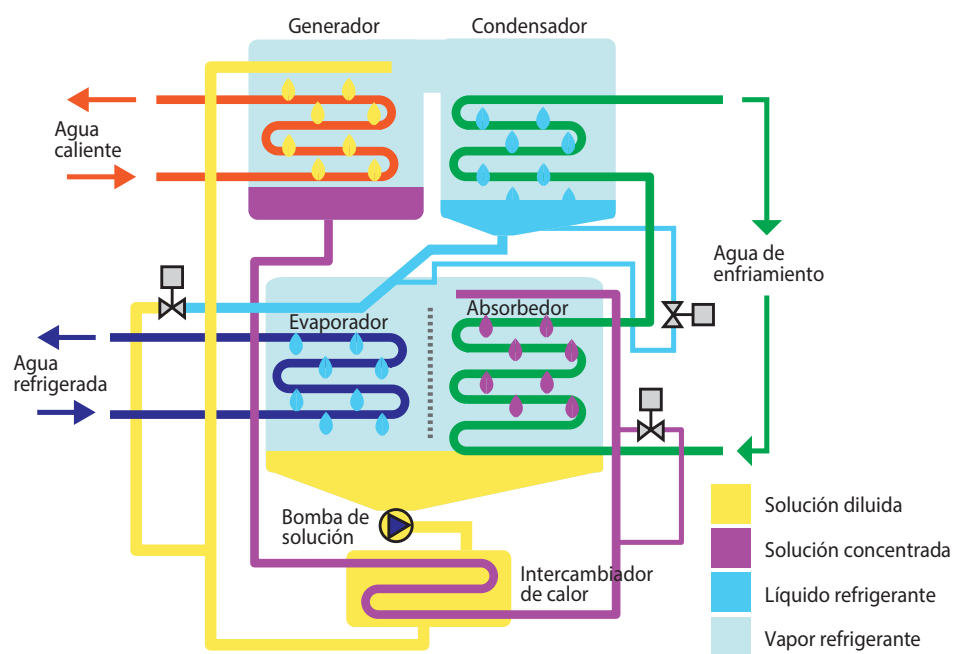 Generador
Condensador
Agua
caliente
Agua de
enfriamiento
Evaporador
Absorbedor
Agua
refrigerada
Bomba de
solución
Intercambiador
de calor
Solución diluida
Solución concentrada
Líquido refrigerante
Vapor refrigerante